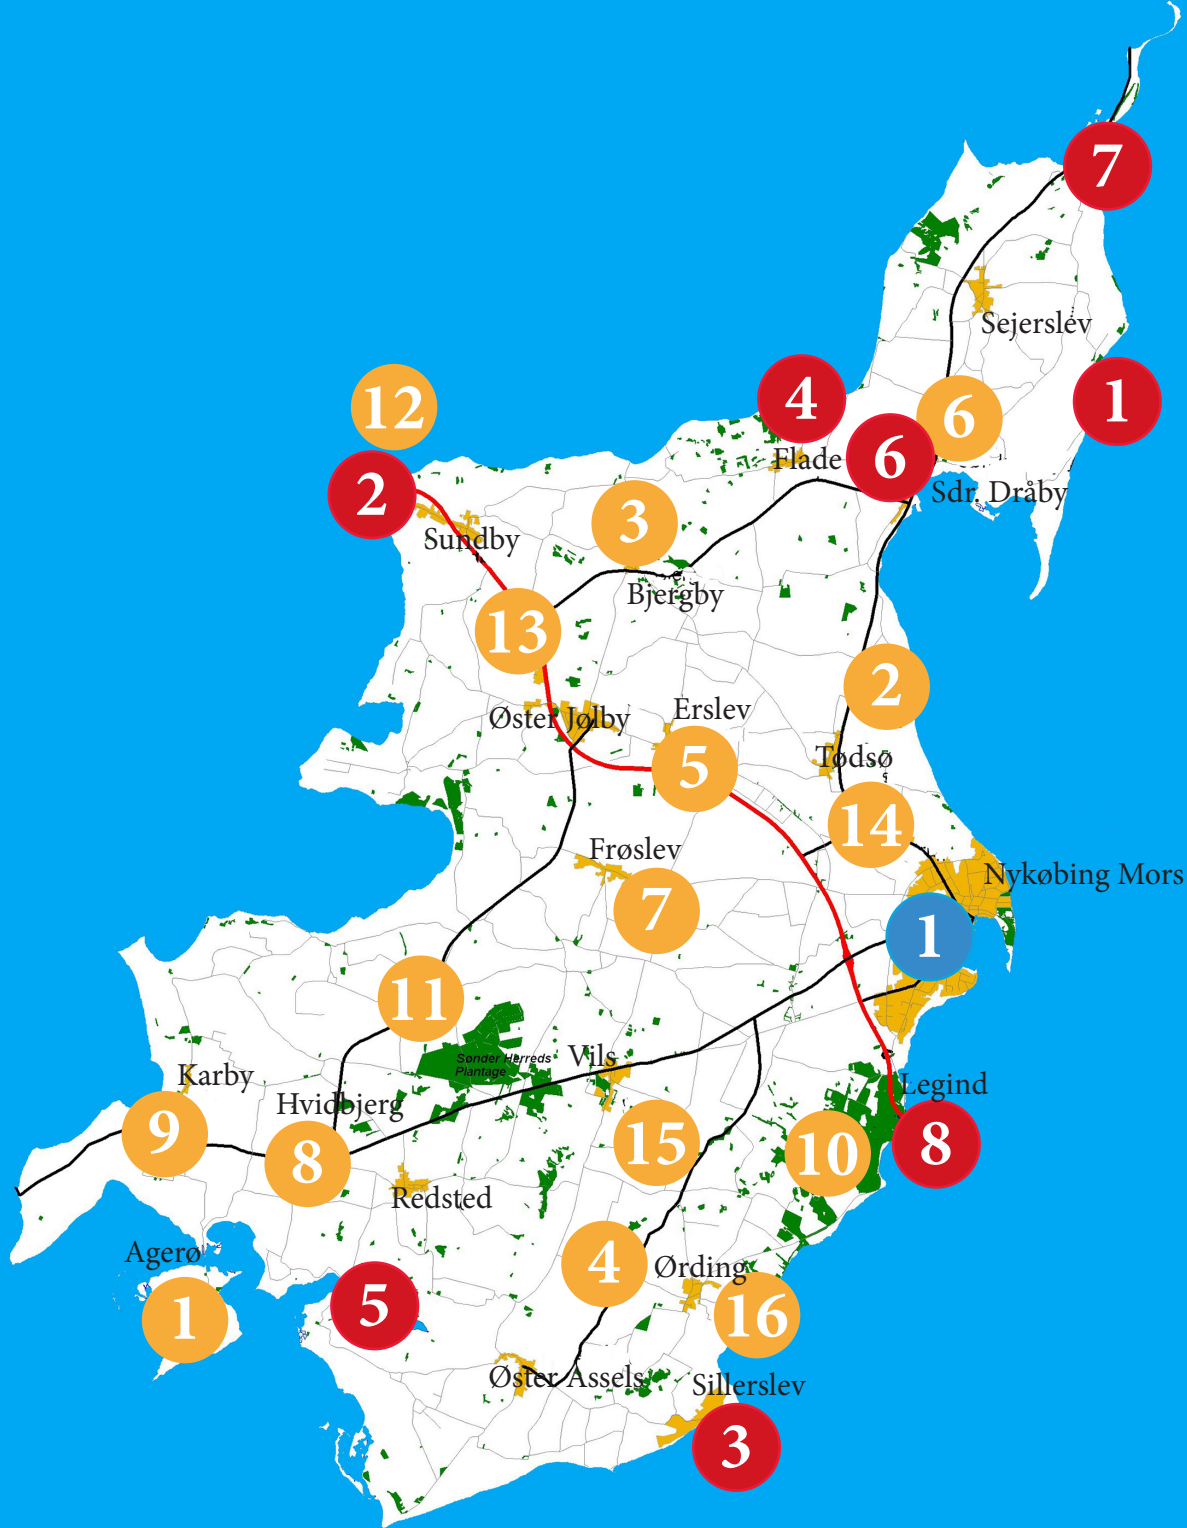 7
Sejerslev
12
4
1
6
Flade
6
2
Sdr. Dråby
3
Sundby
Bjergby
13
2
Erslev
Øster Jølby
Tødsø
5
14
Frøslev
Nykøbing Mors
7
1
11
Vils
Sønder Herreds
Plantage
Karby
Legind
Hvidbjerg
9
15
8
10
8
Redsted
Agerø
4
Ørding
5
1
16
Øster Assels
Sillerslev
3